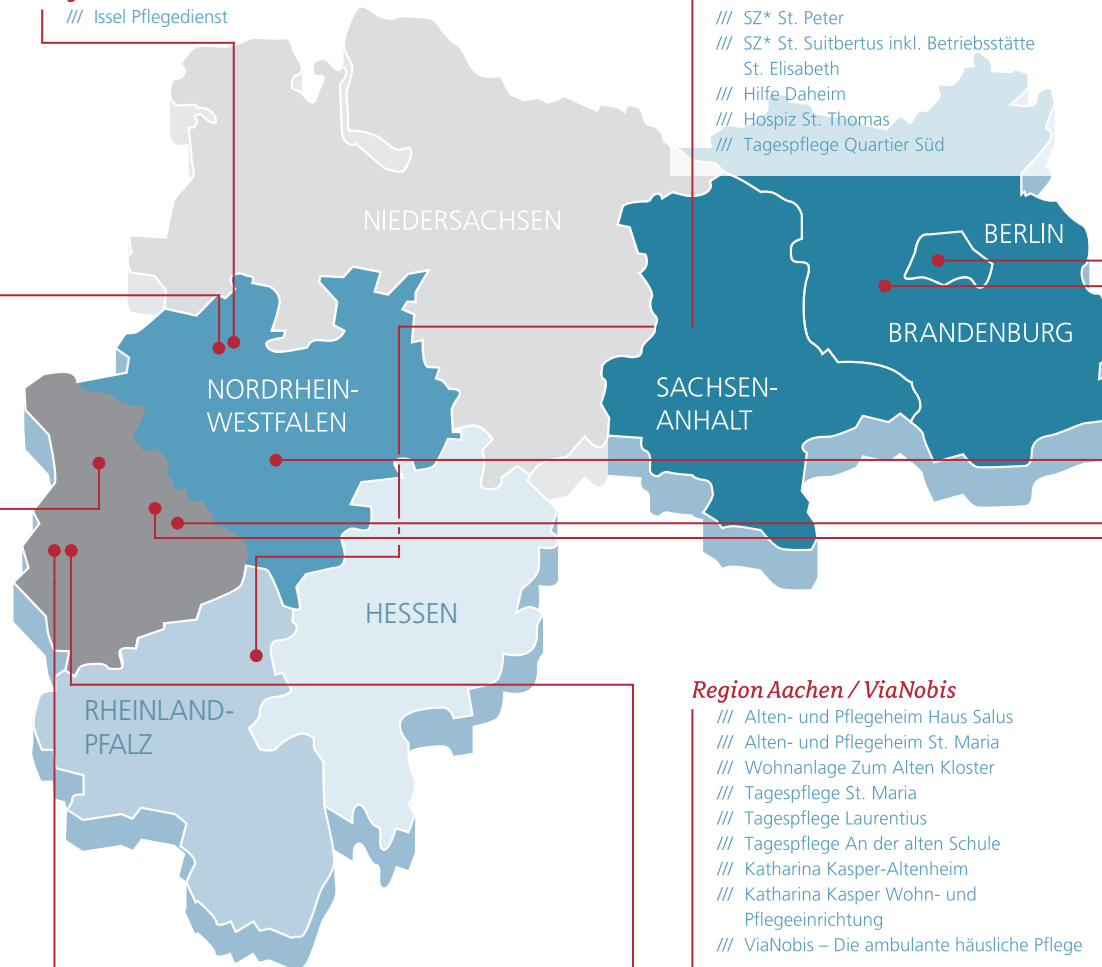 /// Issel Pflegedienst
/// SZ* St. Peter
/// SZ* St. Suitbertus inkl. Betriebsstätte
St. Elisabeth
/// Hilfe Daheim
/// Hospiz St. Thomas
/// Tagespflege Quartier Süd
NIEDERSACHSEN
BERLIN
BRANDENBURG
NORDRHEIN-
WESTFALEN
SACHSEN-
ANHALT
HESSEN
RHEINLAND-
PFALZ
Region Aachen / ViaNobis
/// Alten- und Pflegeheim Haus Salus
/// Alten- und Pflegeheim St. Maria
/// Wohnanlage Zum Alten Kloster
/// Tagespflege St. Maria
/// Tagespflege Laurentius
/// Tagespflege An der alten Schule
/// Katharina Kasper-Altenheim
/// Katharina Kasper Wohn- und
Pflegeeinrichtung
/// ViaNobis – Die ambulante häusliche Pflege